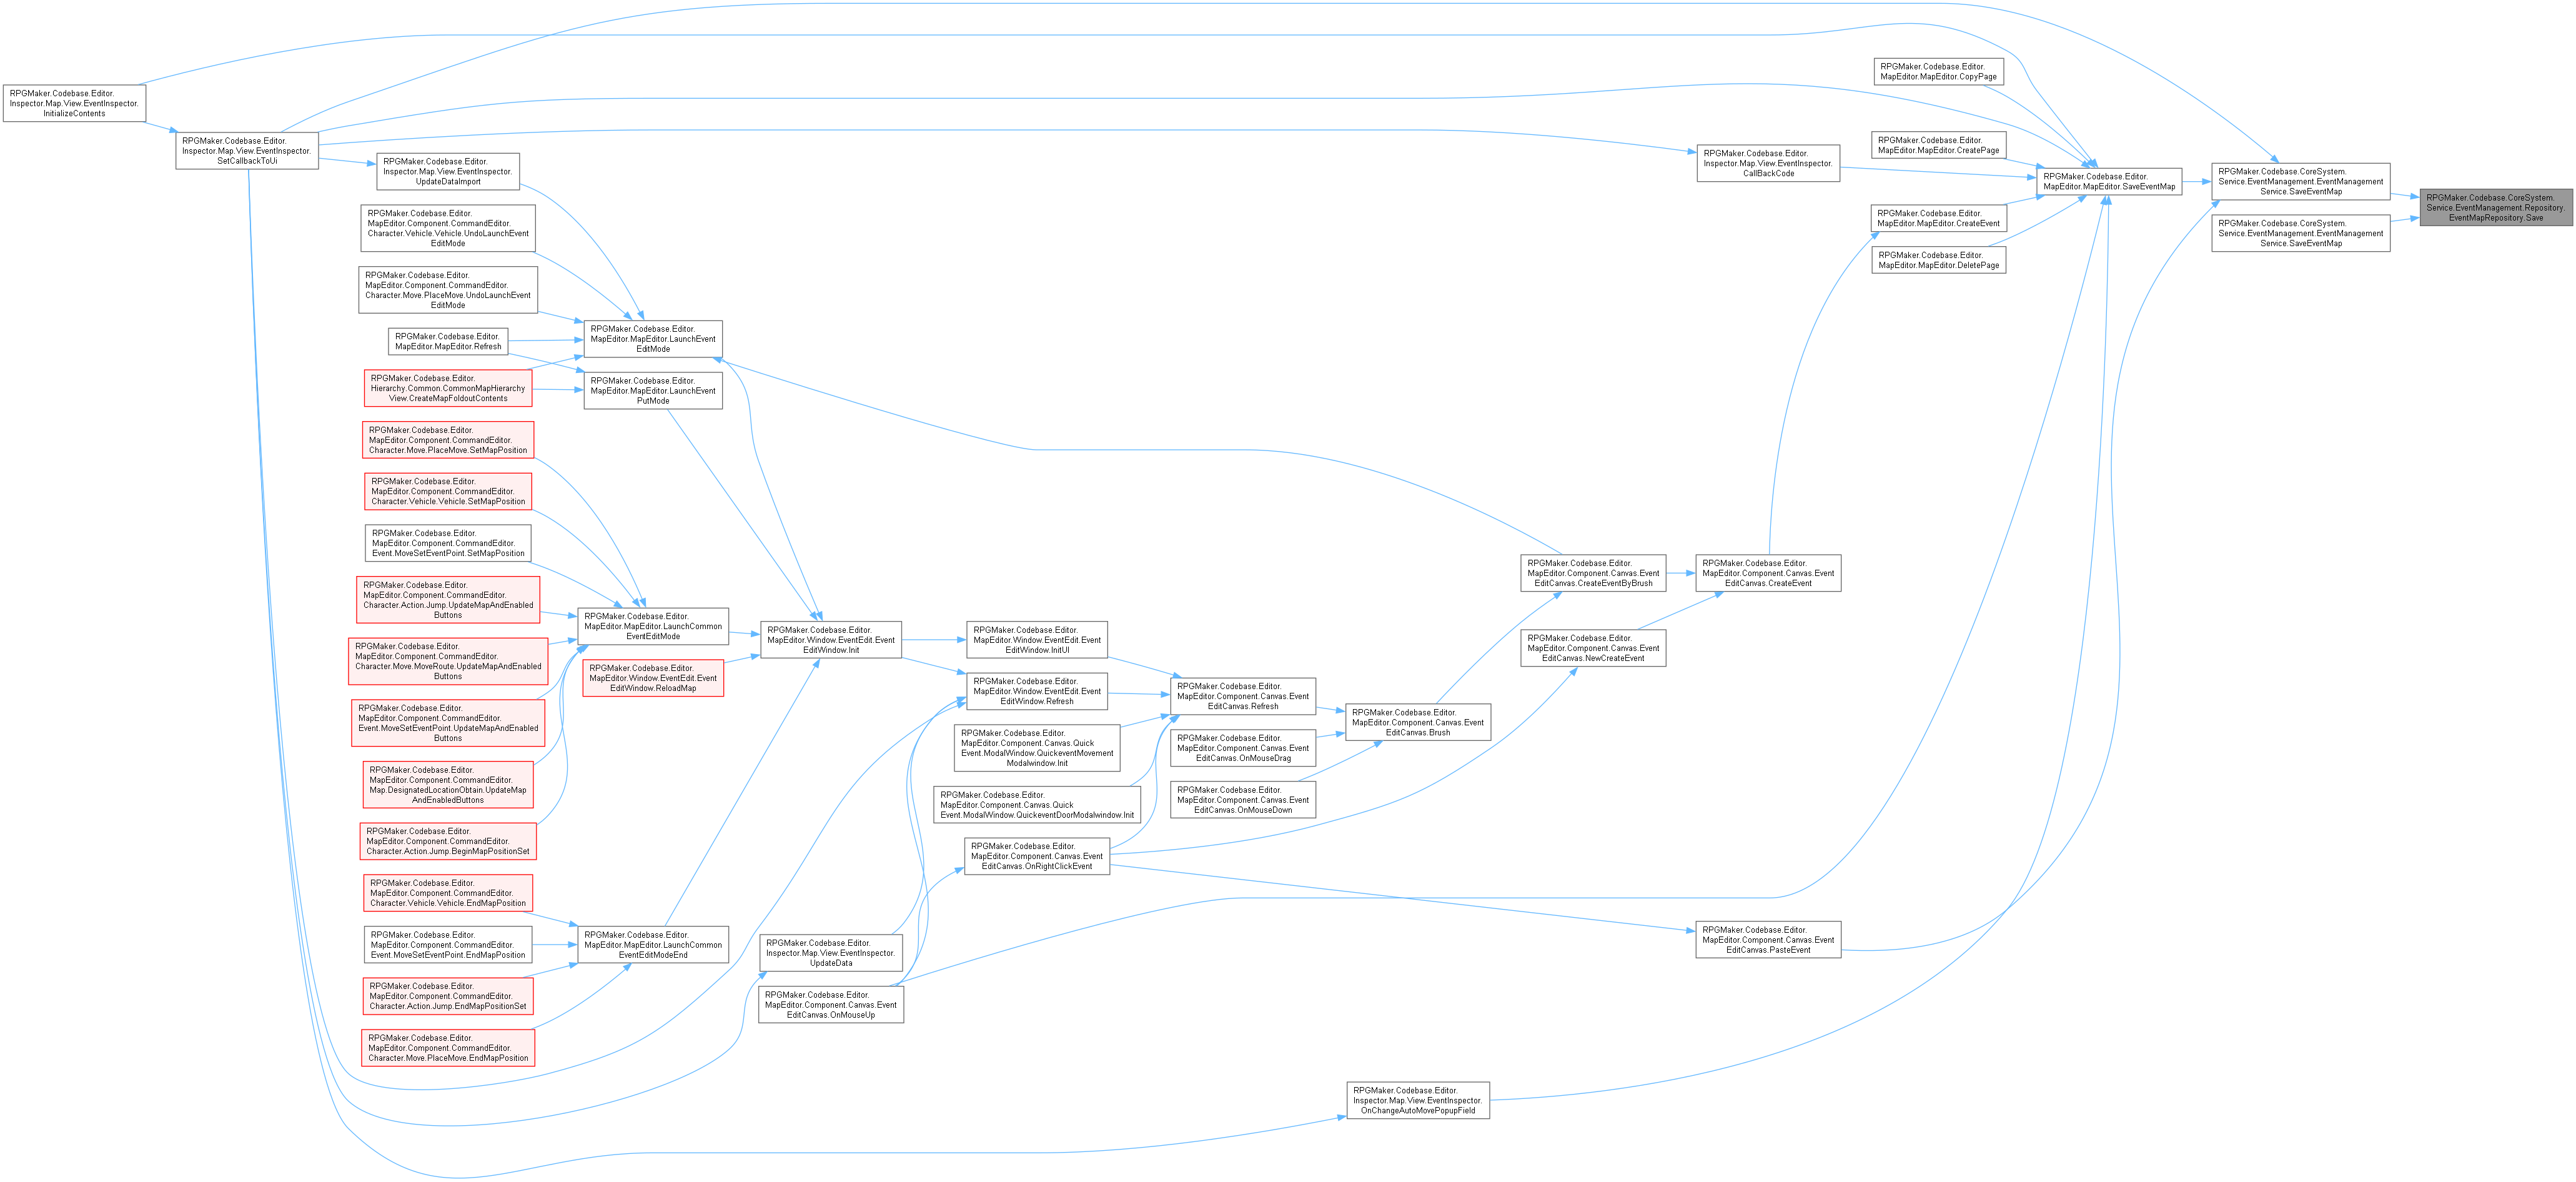 RPGMaker.Codebase.Editor.
Inspector.Map.View.EventInspector.
InitializeContents
RPGMaker.Codebase.Editor.
Inspector.Map.View.EventInspector.
SetCallbackToUi
RPGMaker.Codebase.Editor.
Inspector.Map.View.EventInspector.
UpdateDataImport
RPGMaker.Codebase.Editor.
MapEditor.Component.CommandEditor.
Character.Vehicle.Vehicle.UndoLaunchEvent
EditMode
RPGMaker.Codebase.Editor.
MapEditor.Component.CommandEditor.
Character.Move.PlaceMove.UndoLaunchEvent
EditMode
RPGMaker.Codebase.Editor.
MapEditor.MapEditor.Refresh
RPGMaker.Codebase.Editor.
Hierarchy.Common.CommonMapHierarchy
View.CreateMapFoldoutContents
RPGMaker.Codebase.Editor.
MapEditor.Component.CommandEditor.
Character.Move.PlaceMove.SetMapPosition
RPGMaker.Codebase.Editor.
MapEditor.Component.CommandEditor.
Character.Vehicle.Vehicle.SetMapPosition
RPGMaker.Codebase.Editor.
MapEditor.Component.CommandEditor.
Event.MoveSetEventPoint.SetMapPosition
RPGMaker.Codebase.Editor.
MapEditor.Component.CommandEditor.
Character.Action.Jump.UpdateMapAndEnabled
Buttons
RPGMaker.Codebase.Editor.
MapEditor.Component.CommandEditor.
Character.Move.MoveRoute.UpdateMapAndEnabled
Buttons
RPGMaker.Codebase.Editor.
MapEditor.Component.CommandEditor.
Event.MoveSetEventPoint.UpdateMapAndEnabled
Buttons
RPGMaker.Codebase.Editor.
MapEditor.Component.CommandEditor.
Map.DesignatedLocationObtain.UpdateMap
AndEnabledButtons
RPGMaker.Codebase.Editor.
MapEditor.Component.CommandEditor.
Character.Action.Jump.BeginMapPositionSet
RPGMaker.Codebase.Editor.
MapEditor.Component.CommandEditor.
Character.Vehicle.Vehicle.EndMapPosition
RPGMaker.Codebase.Editor.
MapEditor.Component.CommandEditor.
Event.MoveSetEventPoint.EndMapPosition
RPGMaker.Codebase.Editor.
MapEditor.Component.CommandEditor.
Character.Action.Jump.EndMapPositionSet
RPGMaker.Codebase.Editor.
MapEditor.Component.CommandEditor.
Character.Move.PlaceMove.EndMapPosition
RPGMaker.Codebase.Editor.
MapEditor.MapEditor.LaunchEvent
EditMode
RPGMaker.Codebase.Editor.
MapEditor.MapEditor.LaunchEvent
PutMode
RPGMaker.Codebase.Editor.
MapEditor.MapEditor.LaunchCommon
EventEditMode
RPGMaker.Codebase.Editor.
MapEditor.Window.EventEdit.Event
EditWindow.ReloadMap
RPGMaker.Codebase.Editor.
MapEditor.MapEditor.LaunchCommon
EventEditModeEnd
RPGMaker.Codebase.Editor.
MapEditor.Window.EventEdit.Event
EditWindow.Init
RPGMaker.Codebase.Editor.
Inspector.Map.View.EventInspector.
UpdateData
RPGMaker.Codebase.Editor.
MapEditor.Component.Canvas.Event
EditCanvas.OnMouseUp
RPGMaker.Codebase.Editor.
MapEditor.Window.EventEdit.Event
EditWindow.InitUI
RPGMaker.Codebase.Editor.
MapEditor.Window.EventEdit.Event
EditWindow.Refresh
RPGMaker.Codebase.Editor.
MapEditor.Component.Canvas.Quick
Event.ModalWindow.QuickeventMovement
Modalwindow.Init
RPGMaker.Codebase.Editor.
MapEditor.Component.Canvas.Quick
Event.ModalWindow.QuickeventDoorModalwindow.Init
RPGMaker.Codebase.Editor.
MapEditor.Component.Canvas.Event
EditCanvas.OnRightClickEvent
RPGMaker.Codebase.Editor.
MapEditor.Component.Canvas.Event
EditCanvas.Refresh
RPGMaker.Codebase.Editor.
MapEditor.Component.Canvas.Event
EditCanvas.OnMouseDrag
RPGMaker.Codebase.Editor.
MapEditor.Component.Canvas.Event
EditCanvas.OnMouseDown
RPGMaker.Codebase.Editor.
MapEditor.Component.Canvas.Event
EditCanvas.Brush
RPGMaker.Codebase.Editor.
Inspector.Map.View.EventInspector.
OnChangeAutoMovePopupField
RPGMaker.Codebase.Editor.
MapEditor.Component.Canvas.Event
EditCanvas.CreateEventByBrush
RPGMaker.Codebase.Editor.
MapEditor.Component.Canvas.Event
EditCanvas.NewCreateEvent
RPGMaker.Codebase.Editor.
Inspector.Map.View.EventInspector.
CallBackCode
RPGMaker.Codebase.Editor.
MapEditor.Component.Canvas.Event
EditCanvas.CreateEvent
RPGMaker.Codebase.Editor.
MapEditor.Component.Canvas.Event
EditCanvas.PasteEvent
RPGMaker.Codebase.Editor.
MapEditor.MapEditor.CopyPage
RPGMaker.Codebase.Editor.
MapEditor.MapEditor.CreatePage
RPGMaker.Codebase.Editor.
MapEditor.MapEditor.CreateEvent
RPGMaker.Codebase.Editor.
MapEditor.MapEditor.DeletePage
RPGMaker.Codebase.Editor.
MapEditor.MapEditor.SaveEventMap
RPGMaker.Codebase.CoreSystem.
Service.EventManagement.EventManagement
Service.SaveEventMap
RPGMaker.Codebase.CoreSystem.
Service.EventManagement.EventManagement
Service.SaveEventMap
RPGMaker.Codebase.CoreSystem.
Service.EventManagement.Repository.
EventMapRepository.Save